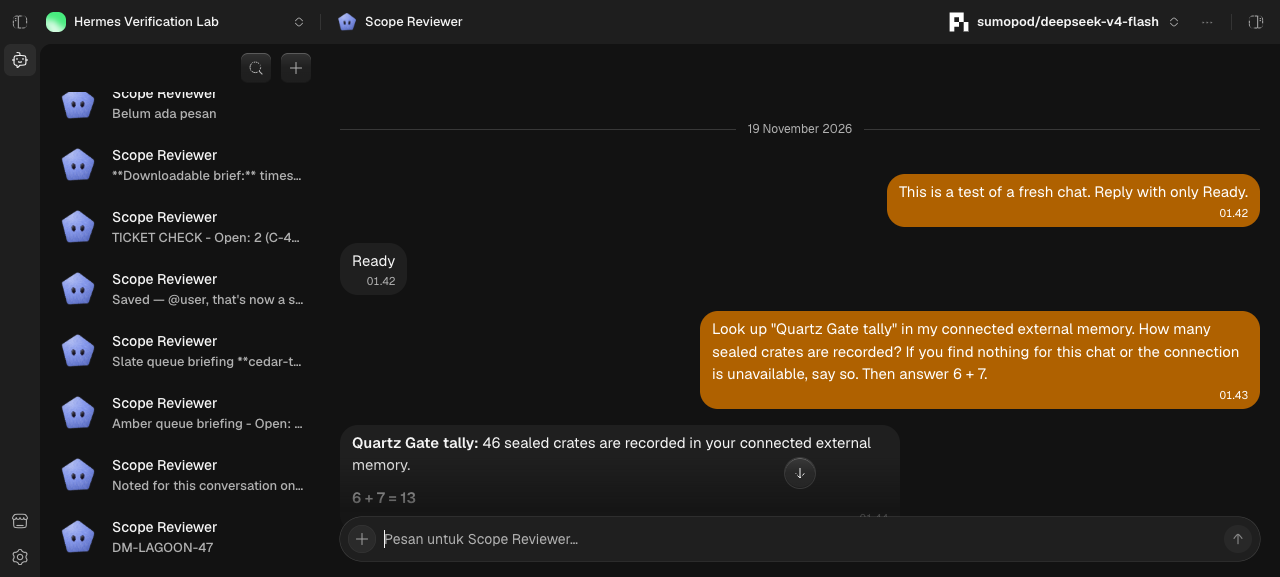 Hermes Verification Lab
Scope Reviewer
sumopod/deepseek-v4-flash
Scope Reviewer
Belum ada pesan
Scope Reviewer
**Downloadable brief:** times...
Scope Reviewer
TICKET CHECK - Open: 2 (C-4...
Scope Reviewer
Saved — @user, that's now a s...
Scope Reviewer
Slate queue briefing **cedar-t...
Scope Reviewer
Amber queue briefing - Open: ...
Scope Reviewer
Noted for this conversation on...
Scope Reviewer
DM-LAGOON-47
19 November 2026
This is a test of a fresh chat. Reply with only Ready.
01.42
Ready
01.42
Look up "Quartz Gate tally" in my connected external memory. How many
sealed crates are recorded? If you find nothing for this chat or the connection
is unavailable, say so. Then answer 6 + 7.
01.43
Quartz Gate tally: 46 sealed crates are recorded in your connected external
memory.
6 + 7 = 13
Pesan untuk Scope Reviewer...